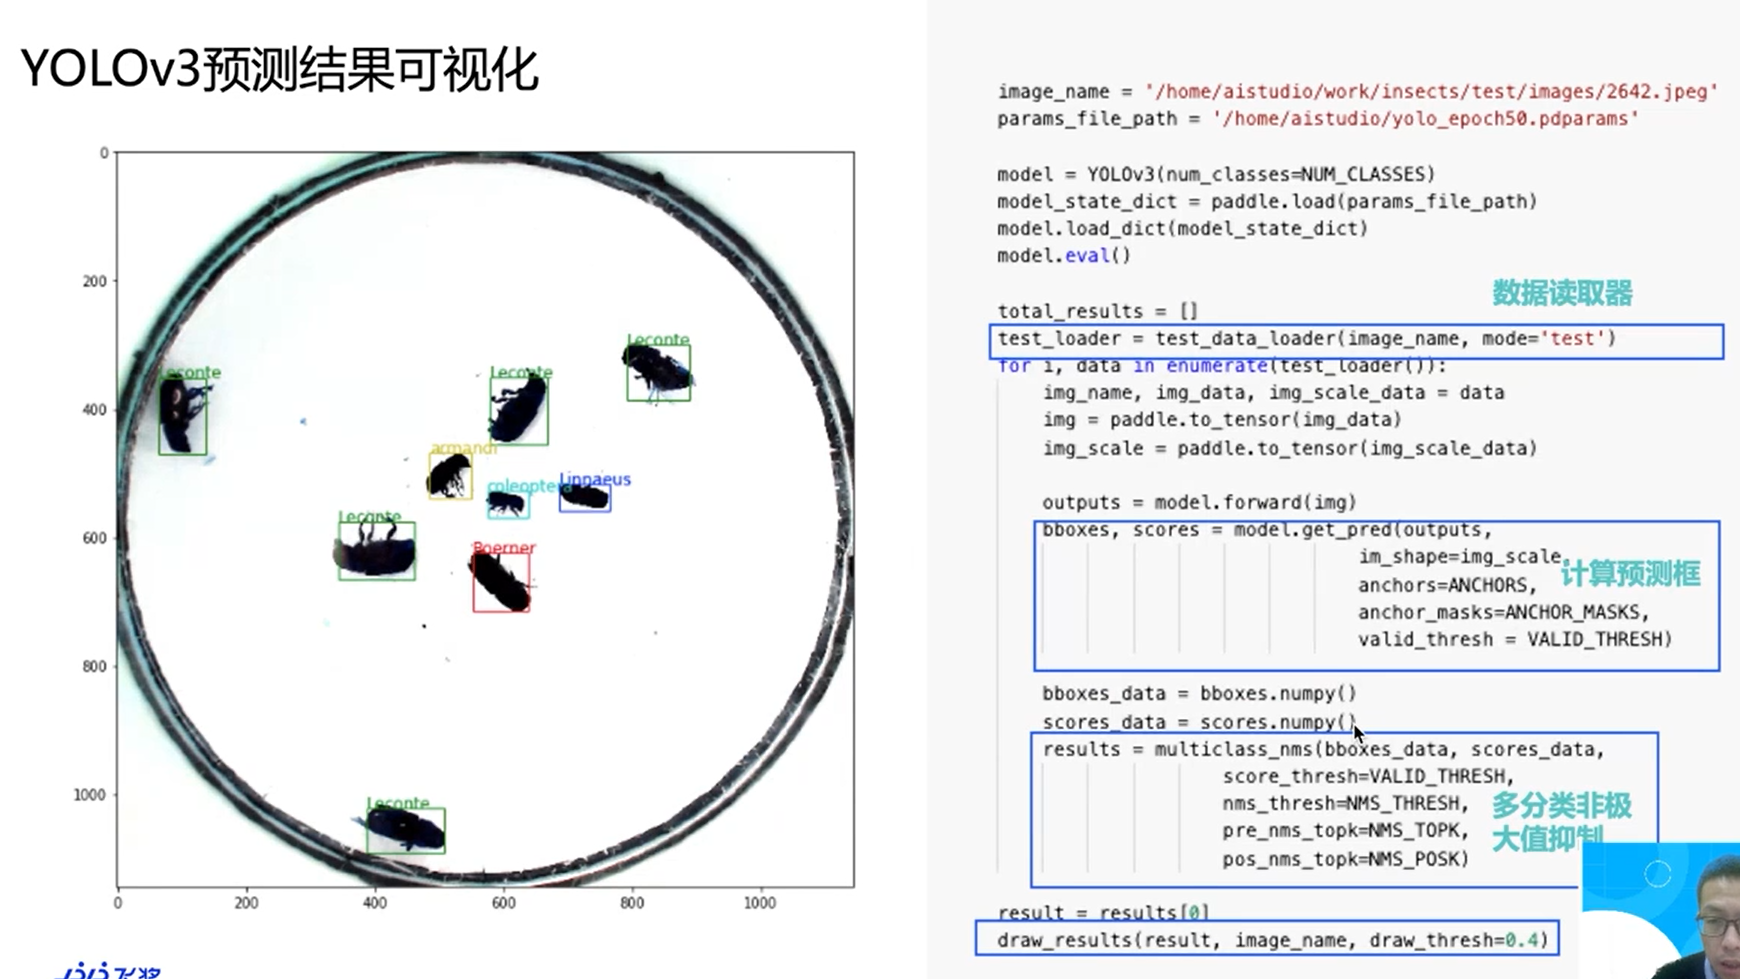 YOLOv3预测结果可视化
0
200
400
600
800
1000
0
200
400
600
800
1000
Leconte
Leconte
Leconte
armandi
coleoptera
Linnaeus
Leconte
Boerner
Leconte
飞桨
image_name = '/home/aistudio/work/insects/test/images/2642.jpeg'
params_file_path = '/home/aistudio/yolo_epoch50.pdparams'
model = YOLOv3(num_classes=NUM_CLASSES)
model_state_dict = paddle.load(params_file_path)
model.load_dict(model_state_dict)
model.eval()
数据读取器
total_results = []
test_loader = test_data_loader(image_name, mode='test')
for i, data in enumerate(test_loader()):
img_name, img_data, img_scale_data = data
img = paddle.to_tensor(img_data)
img_scale = paddle.to_tensor(img_scale_data)
outputs = model.forward(img)
bboxes, scores = model.get_pred(outputs,
im_shape=img_scale,
计算预测框
anchors=ANCHORS,
anchor_masks=ANCHOR_MASKS,
valid_thresh = VALID_THRESH)
bboxes_data = bboxes.numpy()
scores_data = scores.numpy()
results = multiclass_nms(bboxes_data, scores_data,
score_thresh=VALID_THRESH,
nms_thresh=NMS_THRESH,
pre_nms_topk=NMS_TOPK,
pos_nms_topk=NMS_POSK)
多分类非极
大值抑制
result = results[0]
draw_results(result, image_name, draw_thresh=0.4)